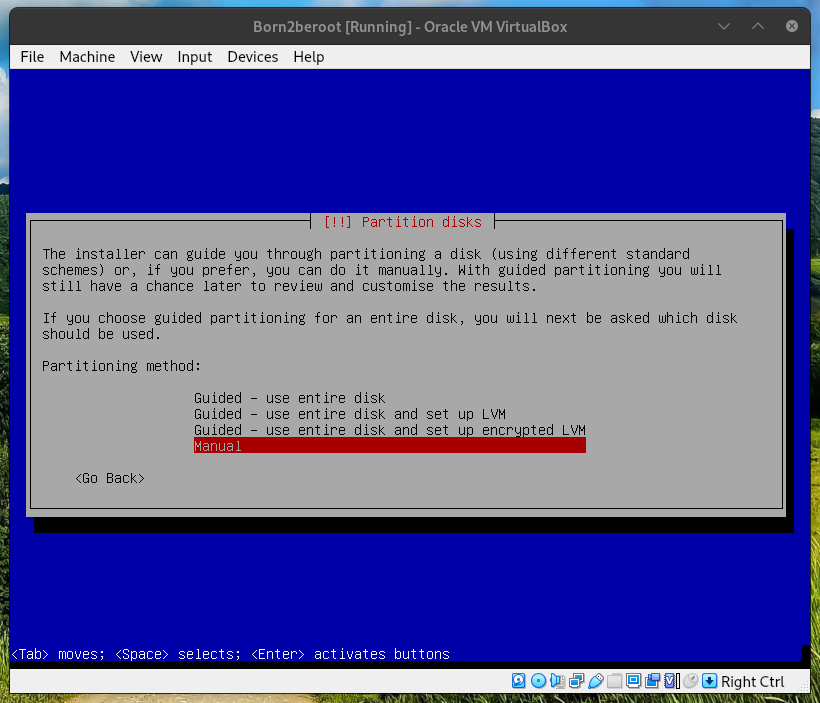 Born2beroot [Running] - Oracle VM VirtualBox
File Machine View Input Devices Help
[!!] Partition disks
The installer can guide you through partitioning a disk (using different standard
schemes) or, if you prefer, you can do it manually. With guided partitioning you will
still have a chance later to review and customise the results.
If you choose guided partitioning for an entire disk, you will next be asked which disk
should be used.
Partitioning method:
Guided - use entire disk
Guided - use entire disk and set up LVM
Guided - use entire disk and set up encrypted LVM
Manual
<Go Back>
<Tab> moves; <Space> selects; <Enter> activates buttons
Right Ctrl